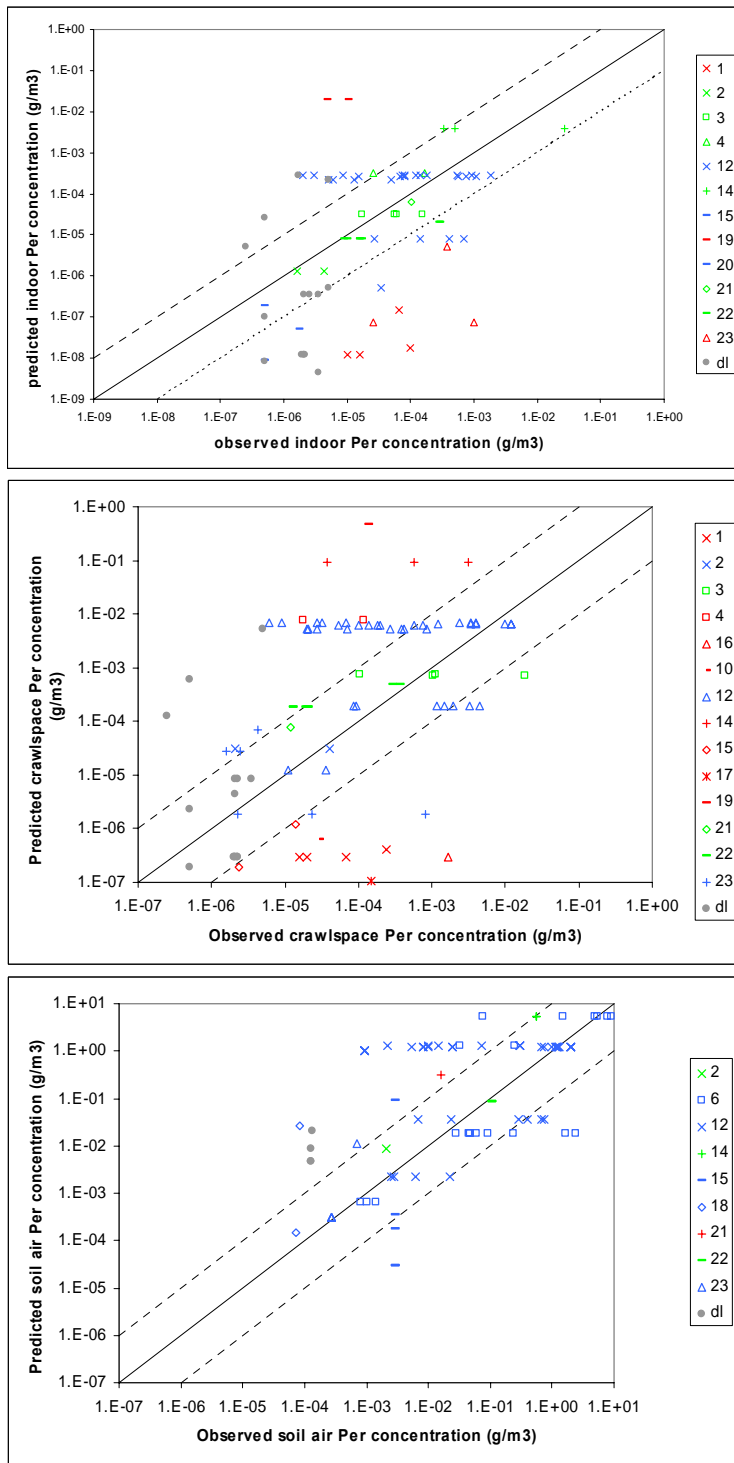 predicted indoor Per concentration (g/m3)
1.E+00
1.E-01
1.E-02
1.E-03
1.E-04
1.E-05
1.E-06
1.E-07
1.E-08
1.E-09
1.E-09 1.E-08 1.E-07 1.E-06 1.E-05 1.E-04 1.E-03 1.E-02 1.E-01 1.E+00
observed indoor Per concentration (g/m3)
1
2
3
4
12
14
15
19
20
21
22
23
dl
Predicted crawlspace Per concentration
(g/m3)
1.E+00
1.E-01
1.E-02
1.E-03
1.E-04
1.E-05
1.E-06
1.E-07
1.E-07 1.E-06 1.E-05 1.E-04 1.E-03 1.E-02 1.E-01 1.E+00
Observed crawlspace Per concentration (g/m3)
1
2
3
4
16
10
12
14
15
17
19
21
22
23
dl
Predicted soil air Per concentration (g/m3)
1.E+01
1.E+00
1.E-01
1.E-02
1.E-03
1.E-04
1.E-05
1.E-06
1.E-07
1.E-07 1.E-06 1.E-05 1.E-04 1.E-03 1.E-02 1.E-01 1.E+00 1.E+01
Observed soil air Per concentration (g/m3)
2
6
12
14
15
18
21
22
23
dl